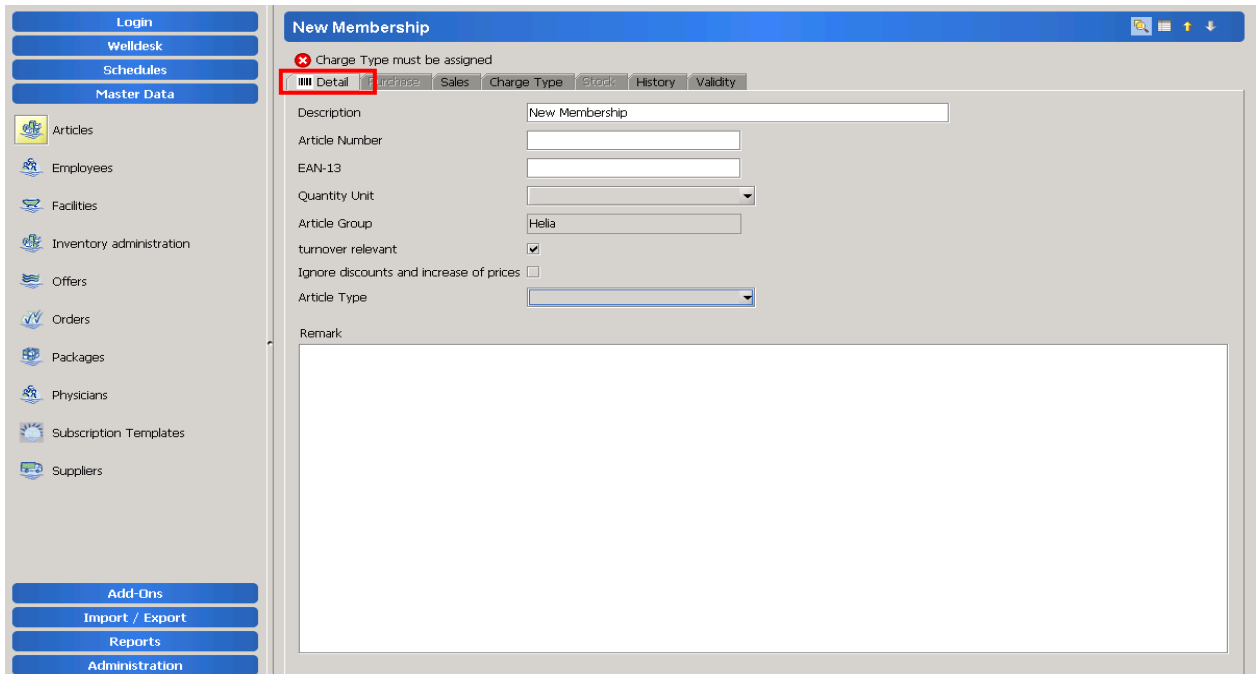 Login
Welldesk
Schedules
Master Data
Articles
Employees
Facilities
Inventory administration
Offers
Orders
Packages
Physicians
Subscription Templates
Suppliers
Add-Ons
Import / Export
Reports
Administration
New Membership
Charge Type must be assigned
Detail Purchase Sales Charge Type Stock History Validity
Description New Membership
Article Number
EAN-13
Quantity Unit
Article Group Helia
turnover relevant
Ignore discounts and increase of prices
Article Type
Remark